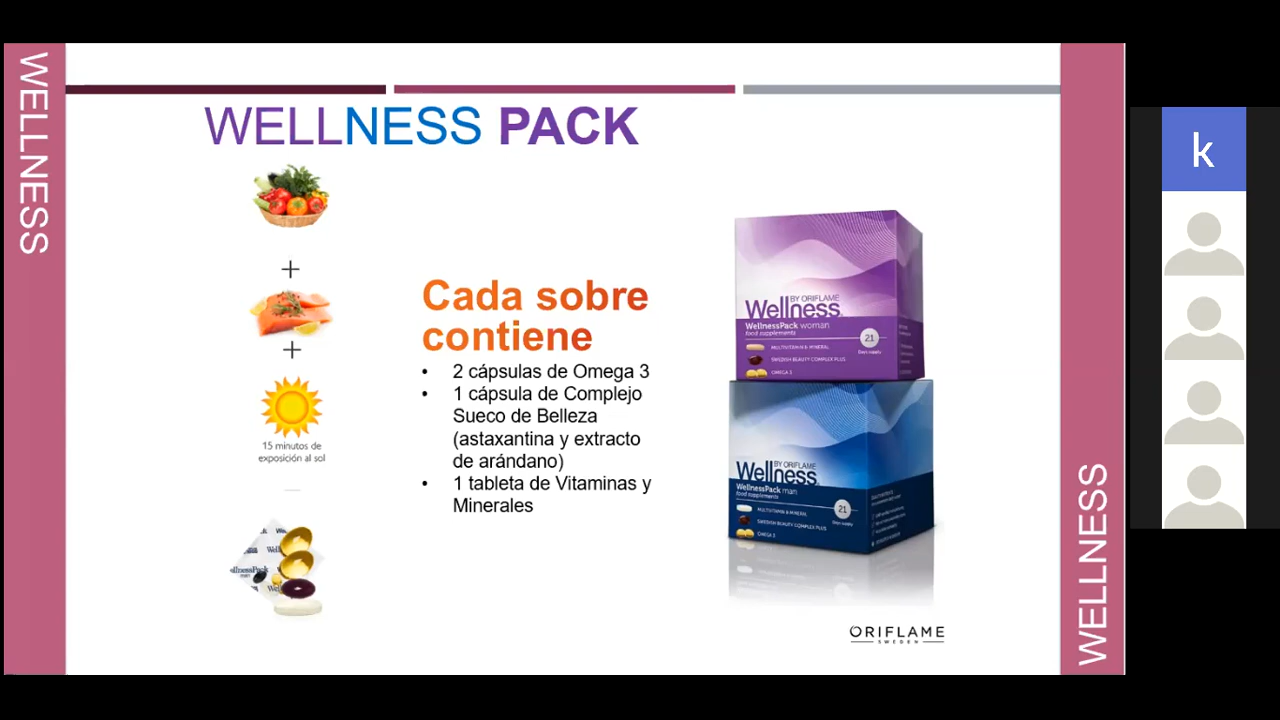 WELLNESS
WELLNESS PACK
k
15 minutos de
exposición al sol
Cada sobre
contiene
• 2 cápsulas de Omega 3
• 1 cápsula de Complejo
Sueco de Belleza
(astaxantina y extracto
de arándano)
• 1 tableta de Vitaminas y
Minerales
Wellness
BY ORIFLAME
WellnessPack woman
food supplements
21
Days
MULTIVITAMIN & MINERAL
SWEDISH BEAUTY COMPLEX PLUS
OMEGA 3
Wellness
BY ORIFLAME
WellnessPack man
food supplements
21
Days
MULTIVITAMIN & MINERAL
SWEDISH BEAUTY COMPLEX PLUS
OMEGA 3
ORIFLAME
SWEDEN
WELLNESS